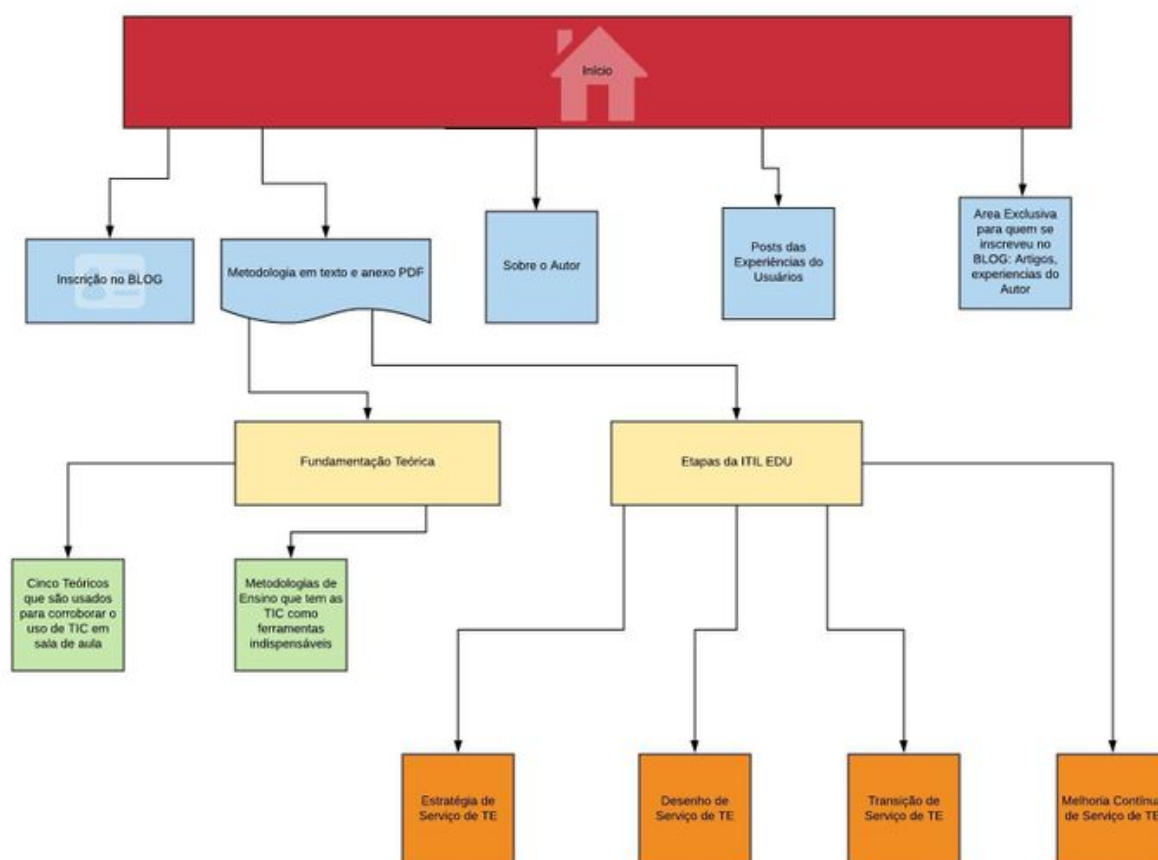 Início
Inscrição no BLOG
Metodologia em texto e anexo PDF
Sobre o Autor
Posts das
Experiências do
Usuários
Area Exclusiva
para quem se
inscreveu no
BLOG: Artigos,
experiencias do
Autor
Fundamentação Teórica
Etapas da ITIL EDU
Cinco Teóricos
que são usados
para corroborar o
uso de TIC em
sala de aula
Metodologias de
Ensino que tem as
TIC como
ferramentas
indispensáveis
Estratégia de
Serviço de TE
Desenho de
Serviço de TE
Transição de
Serviço de TE
Melhoria Contínua
de Serviço de TE